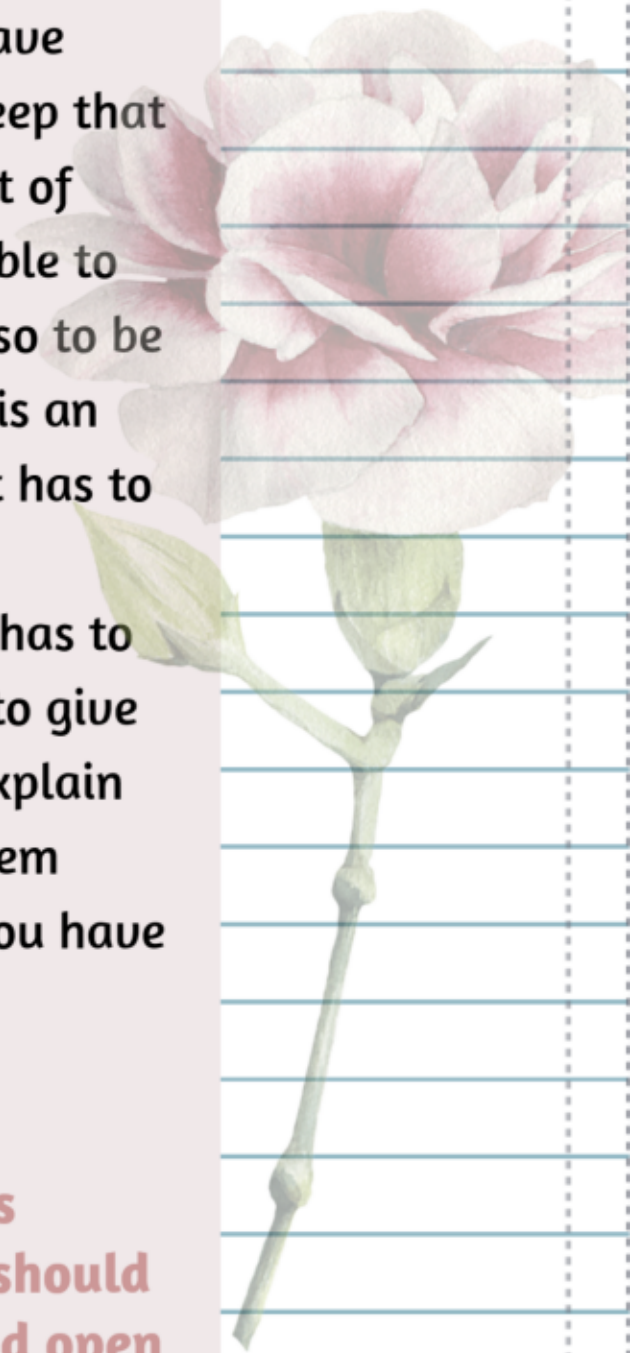 ave
eep that
t of
ble to
so to be
is an
t has to
has to
to give
xplain
em
ou have
s
should
d open